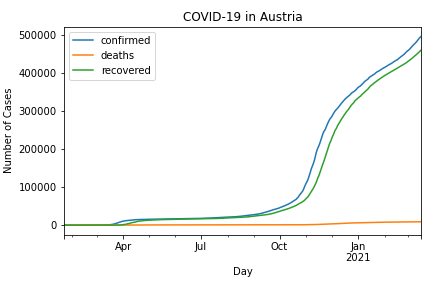 COVID-19 in Austria
confirmed
deaths
recovered
500000
400000
300000
200000
100000
0
Number of Cases
Apr
Jul
Oct
Jan
2021
Day